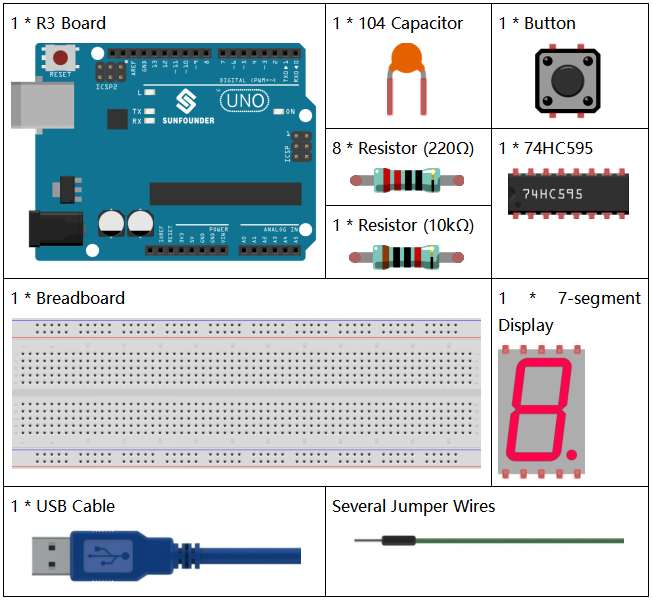 1 * R3 Board
RESET
ICSP2
AREF
GND
13
12
~11
~10
~9
8
7
~6
~5
4
~3
2
TXD▶1
RXD◀0
DIGITAL (PWM=~)
L
TX
RX
SUNFOUNDER
UNO
™
ON
1
ICSP
POWER
ANALOG IN
IOREF
RESET
3V3
5V
GND
GND
VIN
A0
A1
A2
A3
A4
A5
1 * 104 Capacitor
1 * Button
8 * Resistor (220Ω)
1 * 74HC595
74HC595
1 * Resistor (10kΩ)
1 * Breadboard
1 * 7-segment
Display
1 * USB Cable
Several Jumper Wires